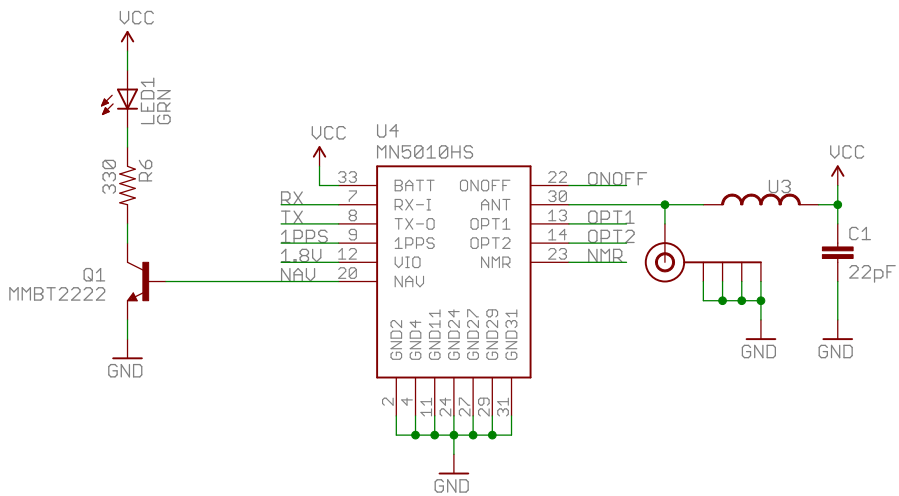 VCC
LED1
GRN
330
R6
Q1
MMBT2222
GND
VCC
U4
MN5010HS
33
BATT
ONOFF
22
ONOFF
RX
7
RX-I
ANT
30
TX
8
TX-O
OPT1
13
OPT1
1PPS
9
1PPS
OPT2
14
OPT2
1.8V
12
VIO
NMR
23
NMR
NAV
20
NAV
GND2
GND4
GND11
GND24
GND27
GND29
GND31
2
4
11
24
27
29
31
GND
U3
VCC
C1
22pF
GND
GND